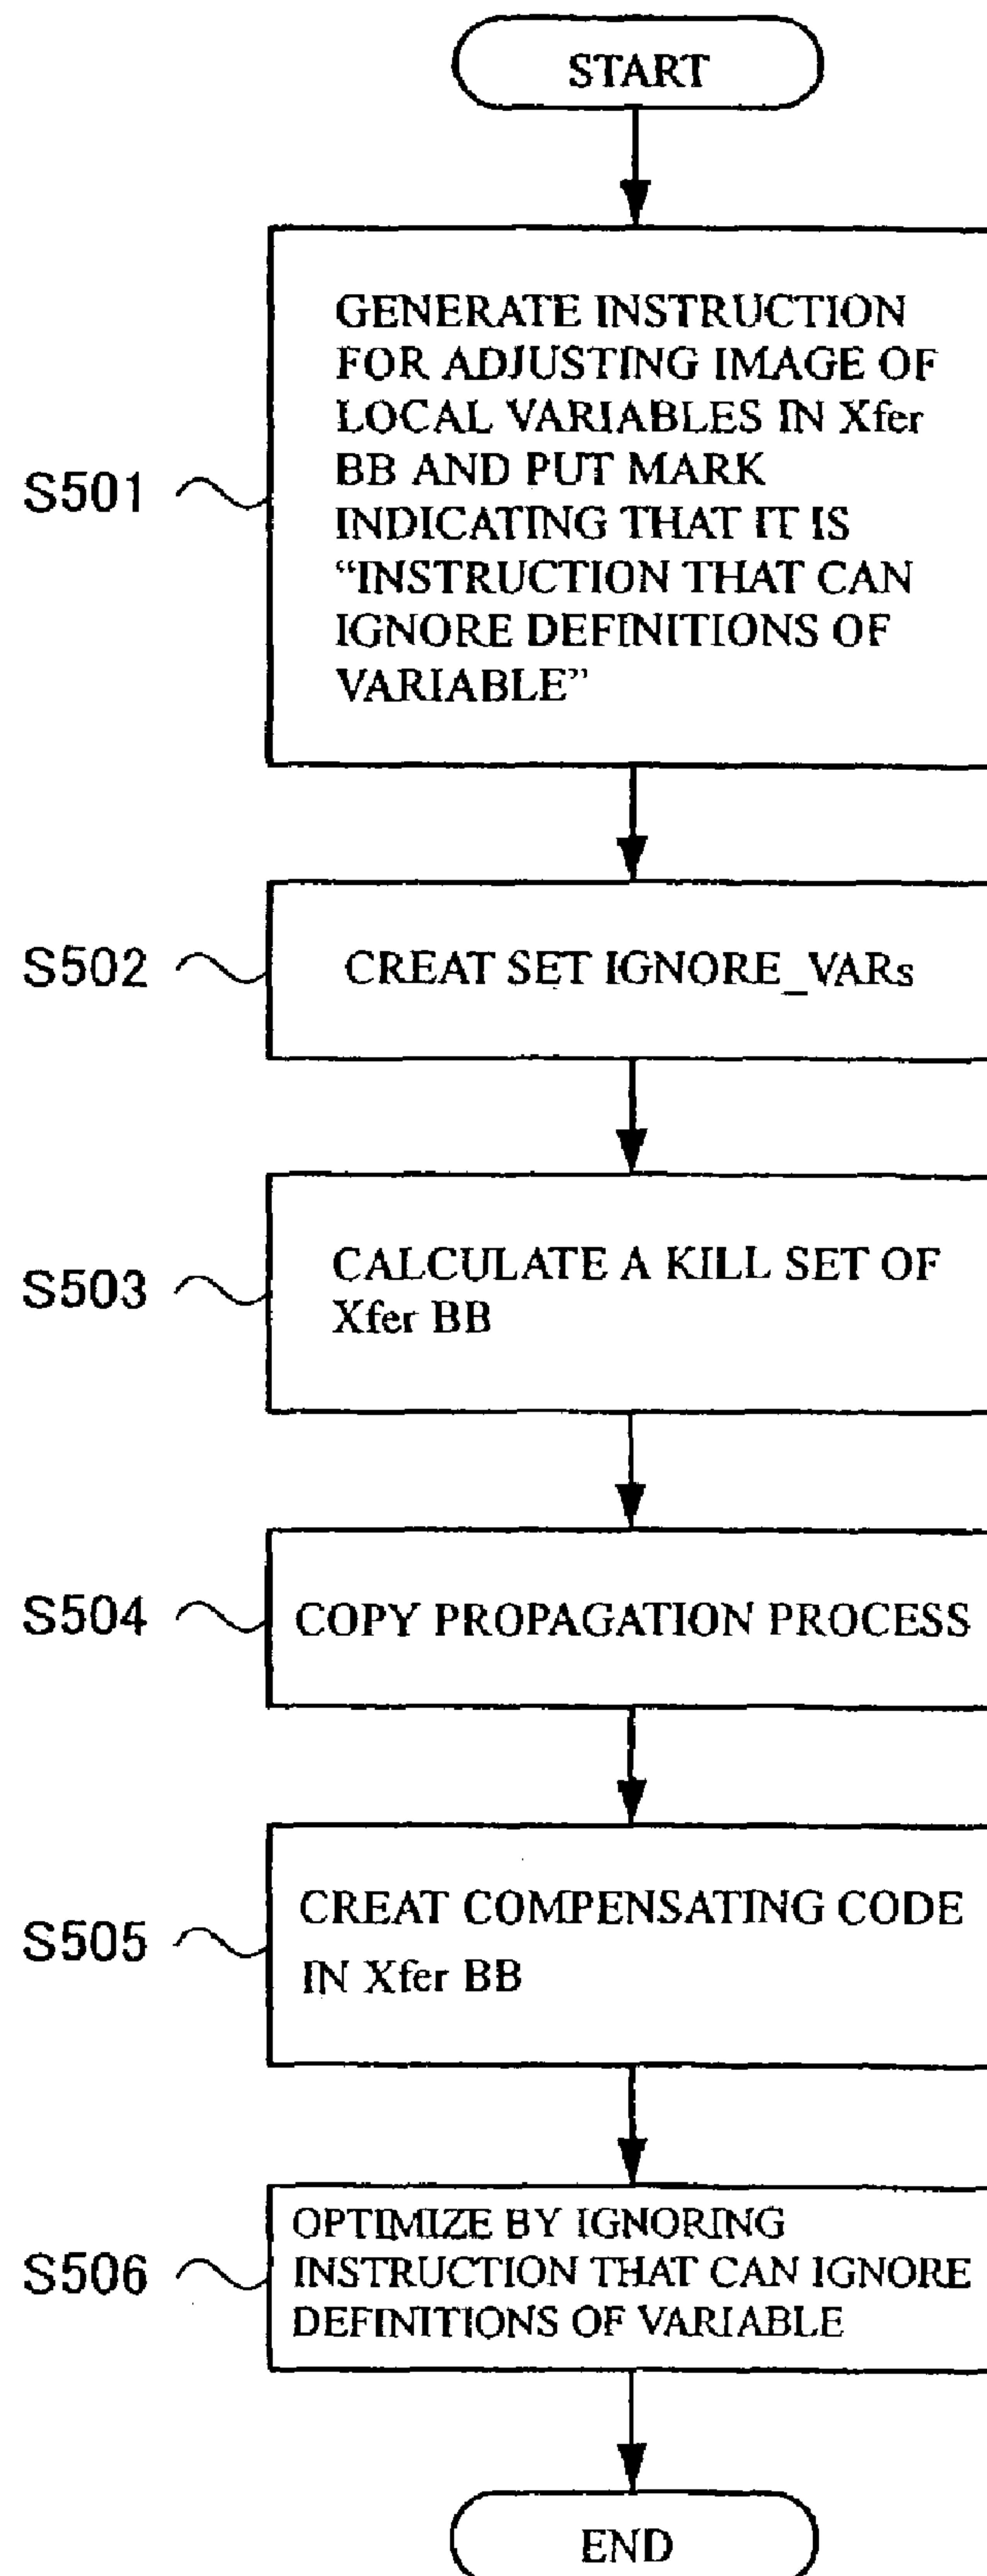 START
S501
GENERATE INSTRUCTION
FOR ADJUSTING IMAGE OF
LOCAL VARIABLES IN Xfer
BB AND PUT MARK
INDICATING THAT IT IS
“INSTRUCTION THAT CAN
IGNORE DEFINITIONS OF
VARIABLE”
S502
CREAT SET IGNORE_VARs
S503
CALCULATE A KILL SET OF
Xfer BB
S504
COPY PROPAGATION PROCESS
S505
CREAT COMPENSATING CODE
IN Xfer BB
S506
OPTIMIZE BY IGNORING
INSTRUCTION THAT CAN IGNORE
DEFINITIONS OF VARIABLE
END